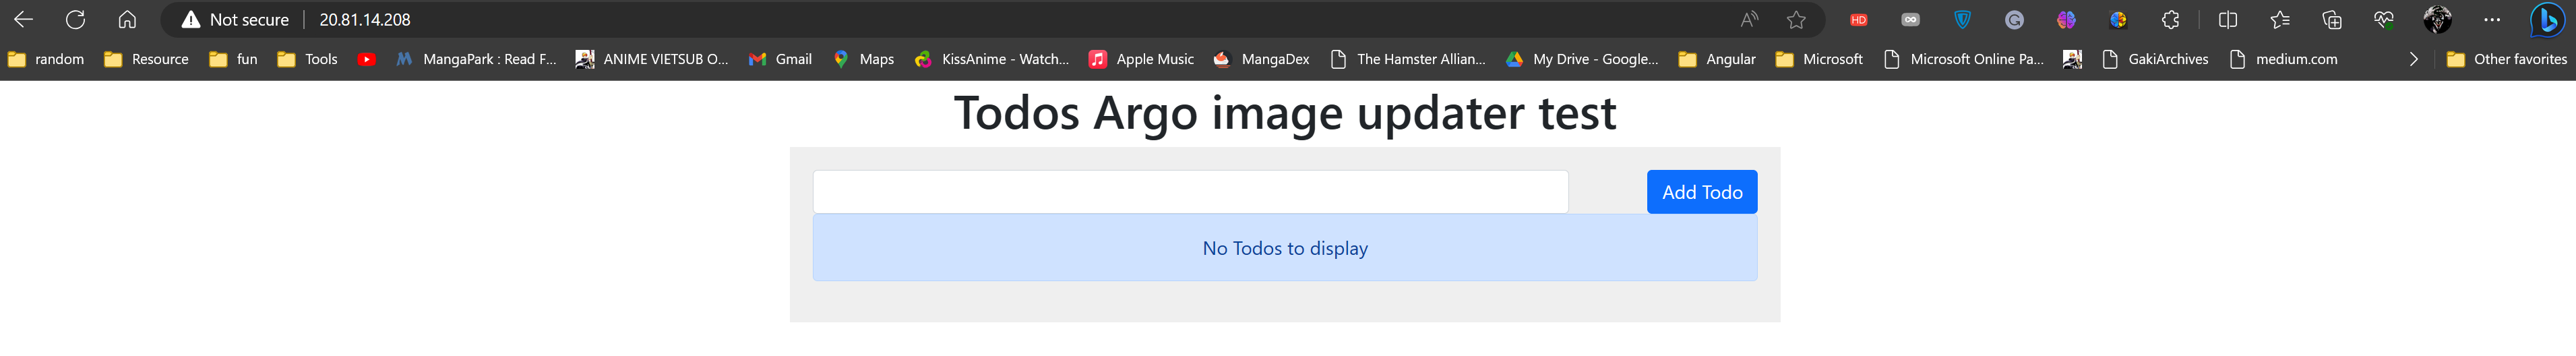 Not secure 20.81.14.208
HD
random Resource fun Tools MangaPark : Read F... ANIME VIETSUB O... Gmail Maps KissAnime - Watch... Apple Music MangaDex The Hamster Allian... My Drive - Google... Angular Microsoft Microsoft Online Pa... GakiArchives medium.com Other favorites
Todos Argo image updater test
Add Todo
No Todos to display